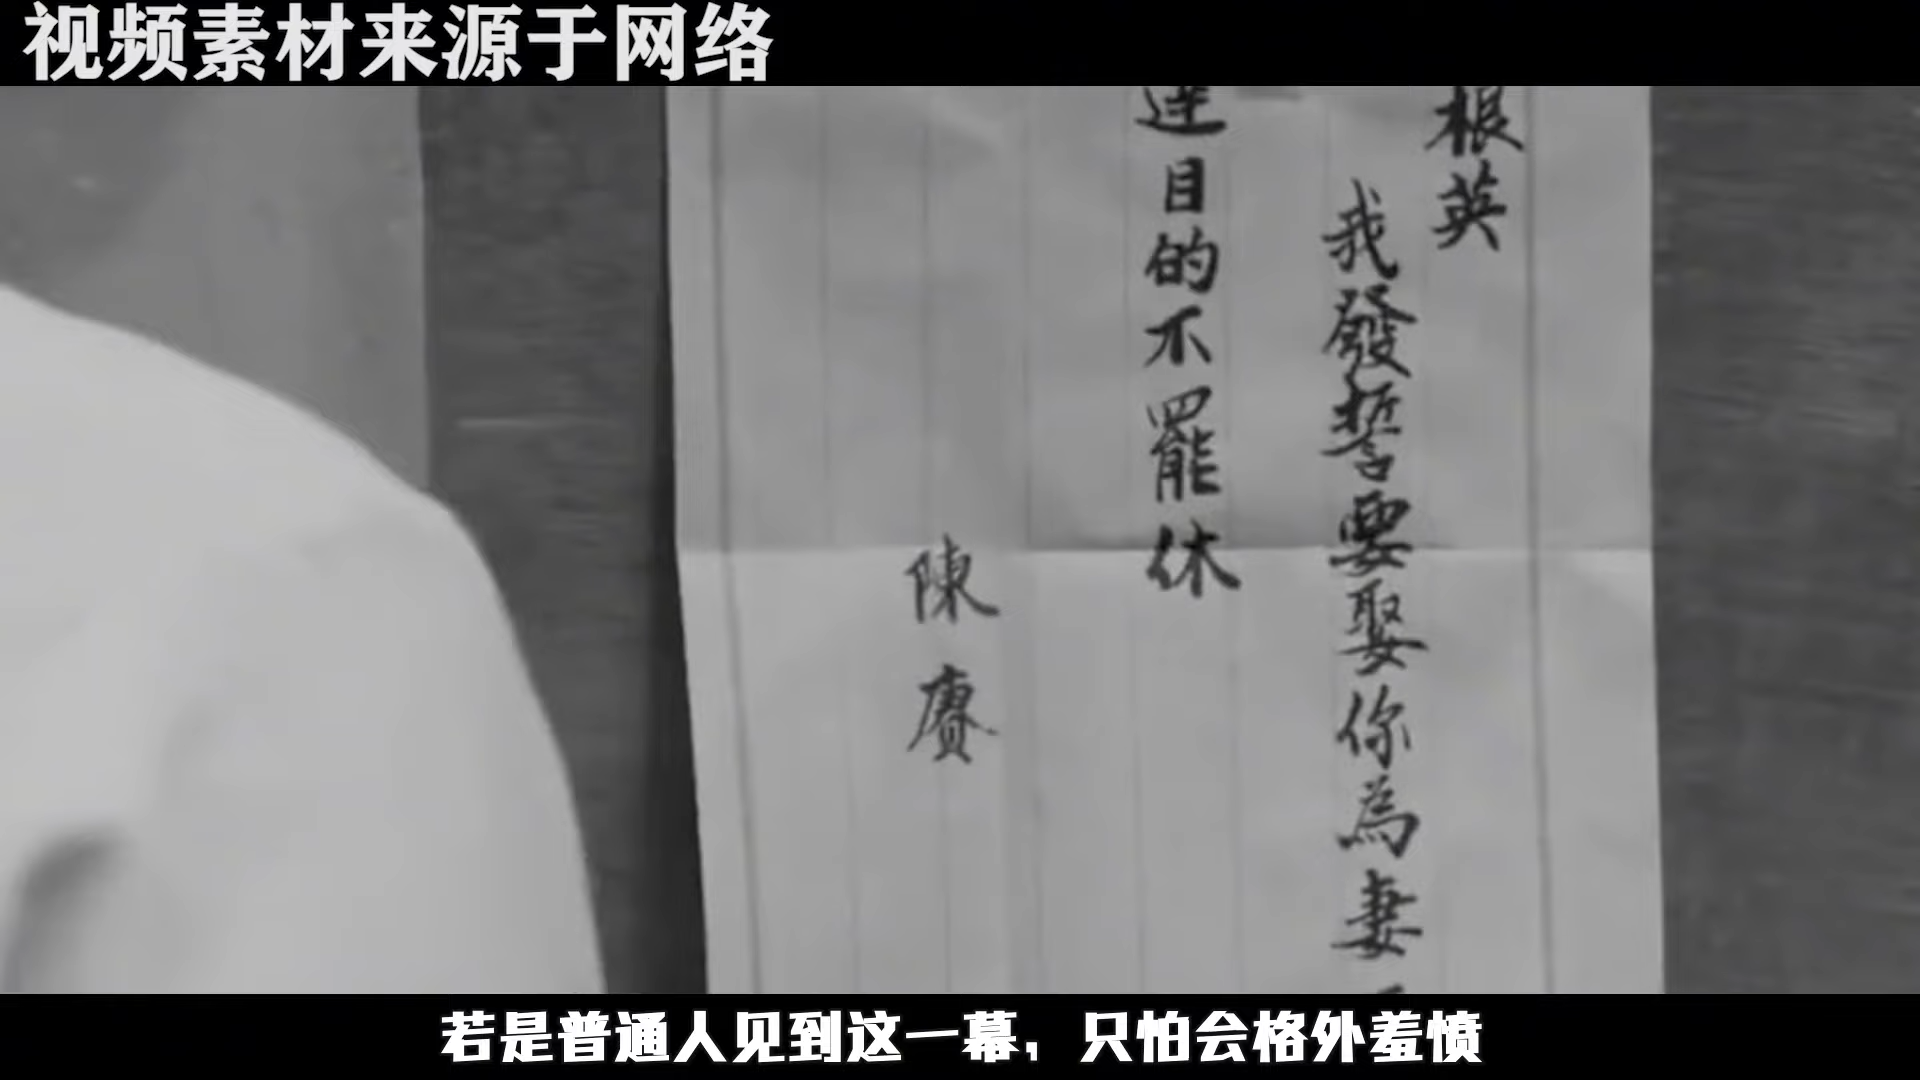 视频素材来源于网络
根英
我發誓要娶你為妻
達目的不罷休
陳賡
若是普通人见到这一幕，只怕会格外羞愤